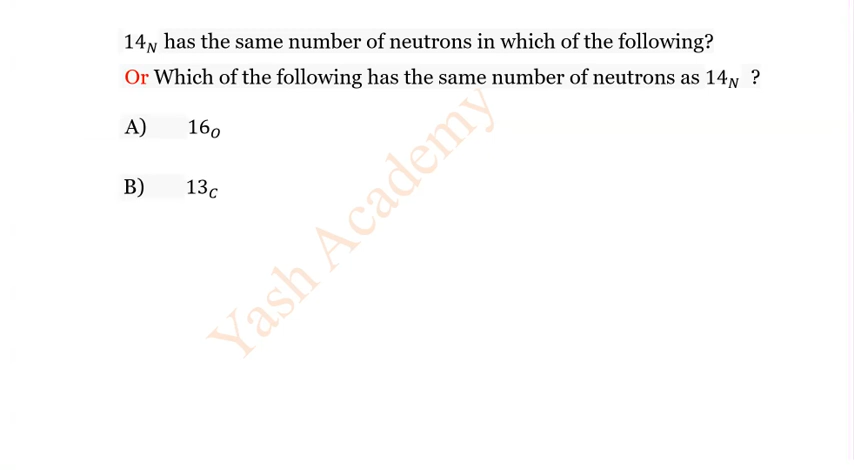 14N has the same number of neutrons in which of the following?
Or Which of the following has the same number of neutrons as 14N ?
A) 16O
B) 13C
Yash Academy